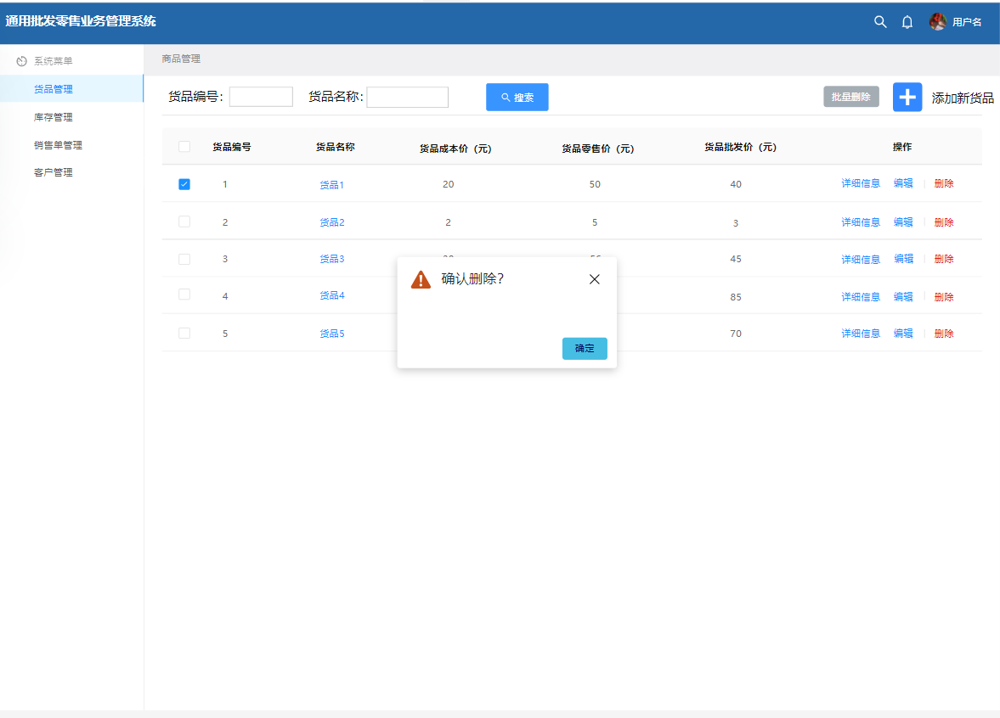 通用批发零售业务管理系统
用户名
系统菜单
货品管理
库存管理
销售单管理
客户管理
商品管理
货品编号： 货品名称： 搜索 批量删除 添加新货品
货品编号 货品名称 货品成本价（元） 货品零售价（元） 货品批发价（元） 操作
1 货品1 20 50 40 详细信息 编辑 删除
2 货品2 2 5 3 详细信息 编辑 删除
3 货品3 45 详细信息 编辑 删除
4 货品4 85 详细信息 编辑 删除
5 货品5 70 详细信息 编辑 删除
确认删除？
确定